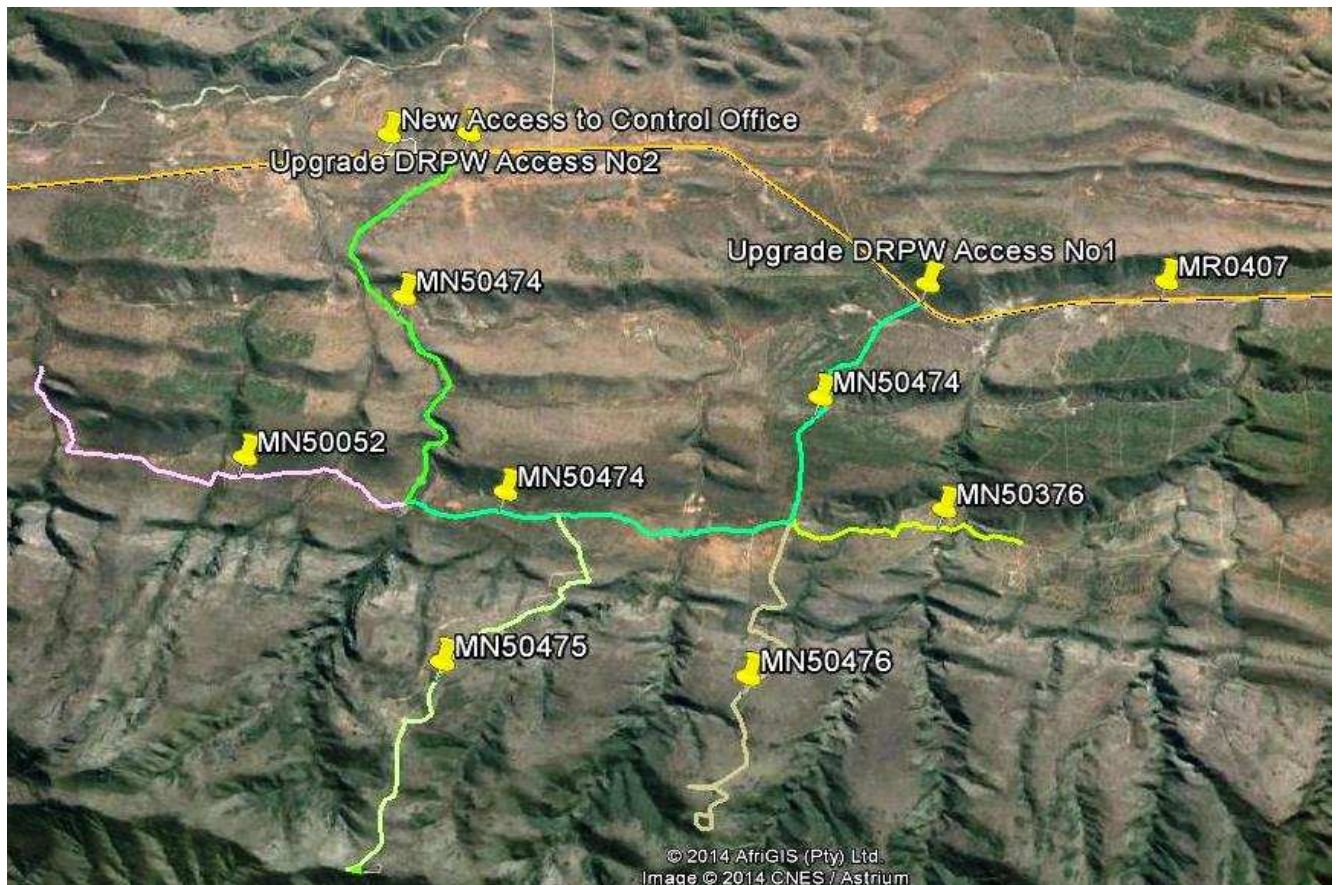 New Access to Control Office
Upgrade DRPW Access No2
Upgrade DRPW Access No1
MR0407
MN50474
MN50474
MN50052
MN50474
MN50376
MN50475
MN50476
© 2014 AfriGIS (Pty) Ltd.
Image © 2014 CNES / Astrium